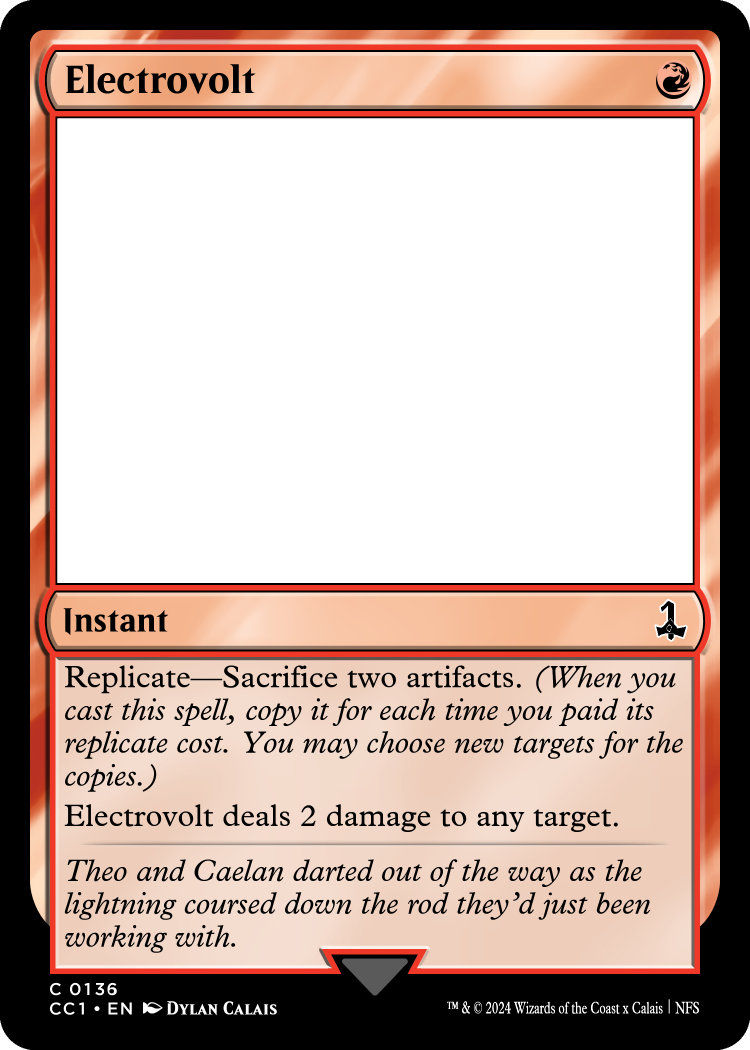 Electrovolt
Instant
Replicate—Sacrifice two artifacts. (When you
cast this spell, copy it for each time you paid its
replicate cost. You may choose new targets for the
copies.)
Electrovolt deals 2 damage to any target.
Theo and Caelan darted out of the way as the
lightning coursed down the rod they’d just been
working with.
C 0136
CC1 • EN DYLAN CALAIS
™ & © 2024 Wizards of the Coast x Calais | NFS